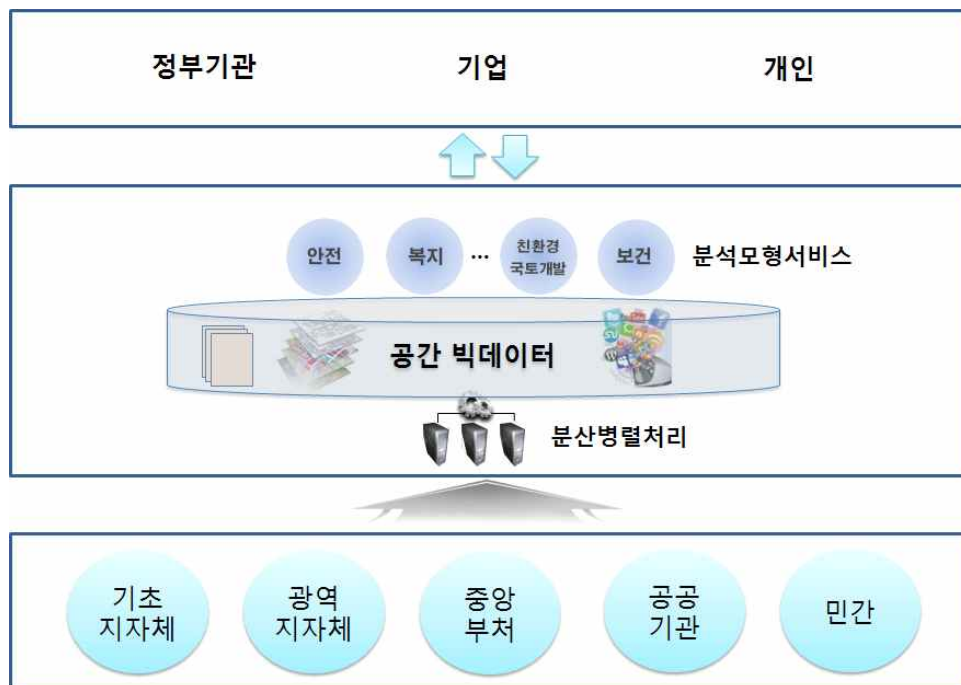 정부기관 기업 개인
안전 복지 ... 친환경 국토개발 보건 분석모형서비스
공간 빅데이터
분산병렬처리
기초 지자체
광역 지자체
중앙 부처
공공 기관
민간